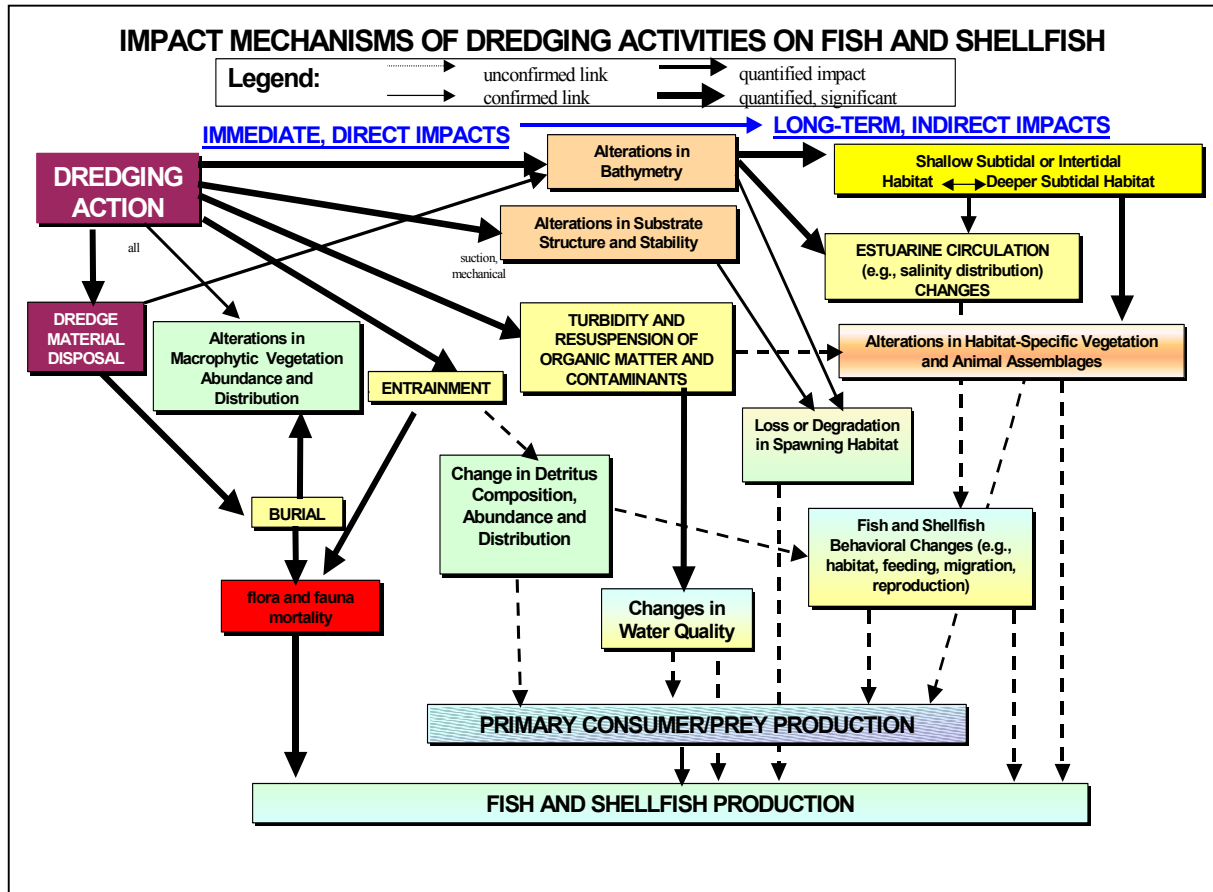 IMPACT MECHANISMS OF DREDGING ACTIVITIES ON FISH AND SHELLFISH
Legend:
unconfirmed link
quantified impact
confirmed link
quantified, significant
IMMEDIATE, DIRECT IMPACTS
LONG-TERM, INDIRECT IMPACTS
DREDGING
ACTION
Alterations in
Bathymetry
Shallow Subtidal or Intertidal
Habitat
Deeper Subtidal Habitat
all
Alterations in Substrate
Structure and Stability
suction,
mechanical
ESTUARINE CIRCULATION
(e.g., salinity distribution)
CHANGES
DREDGE
MATERIAL
DISPOSAL
Alterations in
Macrophytic Vegetation
Abundance and
Distribution
ENTRAINMENT
TURBIDITY AND
RESUSPENSION OF
ORGANIC MATTER AND
CONTAMINANTS
Alterations in Habitat-Specific Vegetation
and Animal Assemblages
Loss or Degradation
in Spawning Habitat
Change in Detritus
Composition,
Abundance and
Distribution
BURIAL
Fish and Shellfish
Behavioral Changes (e.g.,
habitat, feeding, migration,
reproduction)
flora and fauna
mortality
Changes in
Water Quality
PRIMARY CONSUMER/PREY PRODUCTION
FISH AND SHELLFISH PRODUCTION